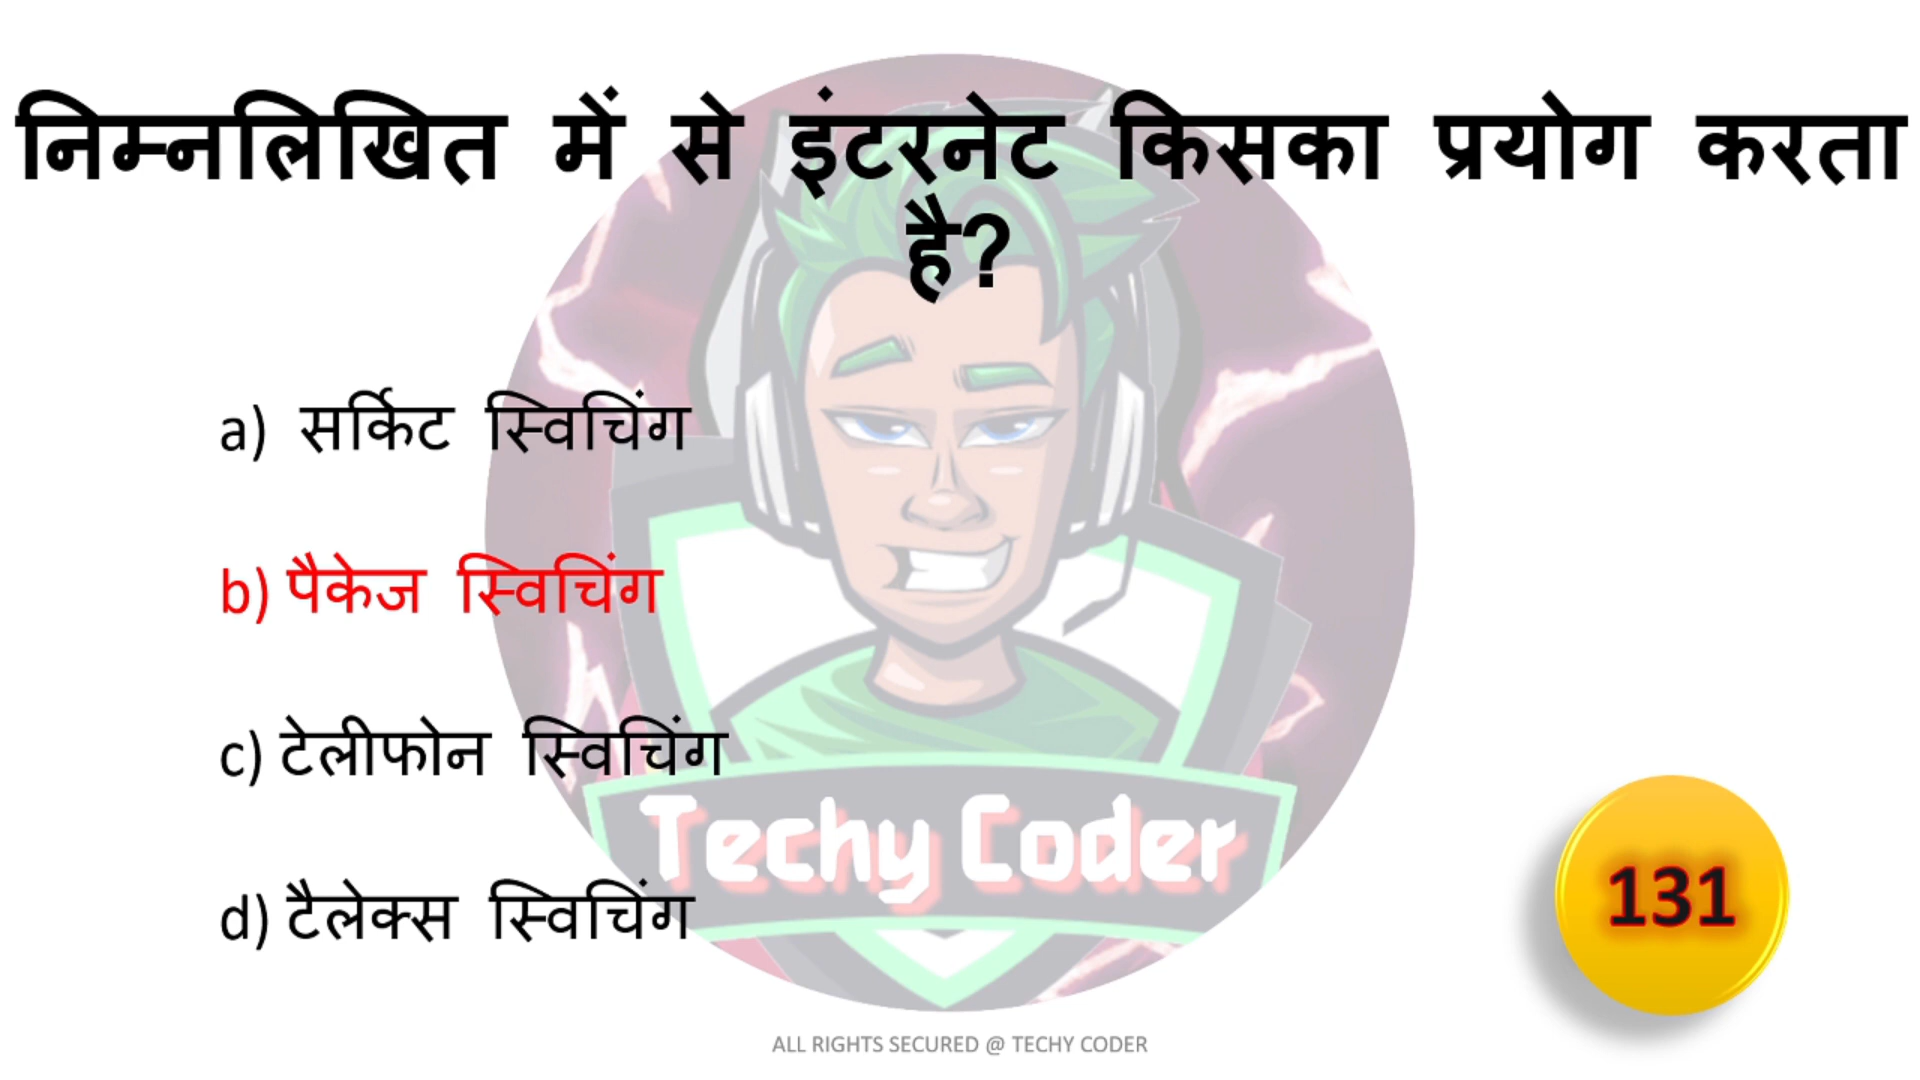 निम्नलिखित में से इंटरनेट किसका प्रयोग करता
है?
a) सर्किट स्विचिंग
b) पैकेज स्विचिंग
c) टेलीफोन स्विचिंग
d) टैलेक्स स्विचिंग
Techy Coder
131
ALL RIGHTS SECURED @ TECHY CODER